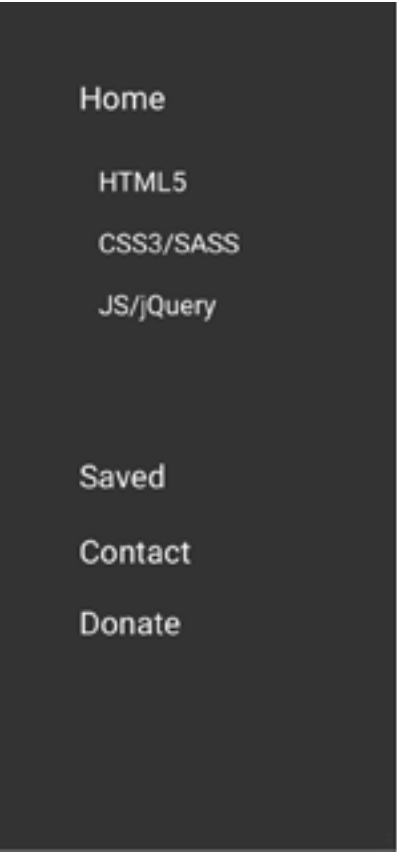 Home
HTML5
CSS3/SASS
JS/jQuery
Saved
Contact
Donate